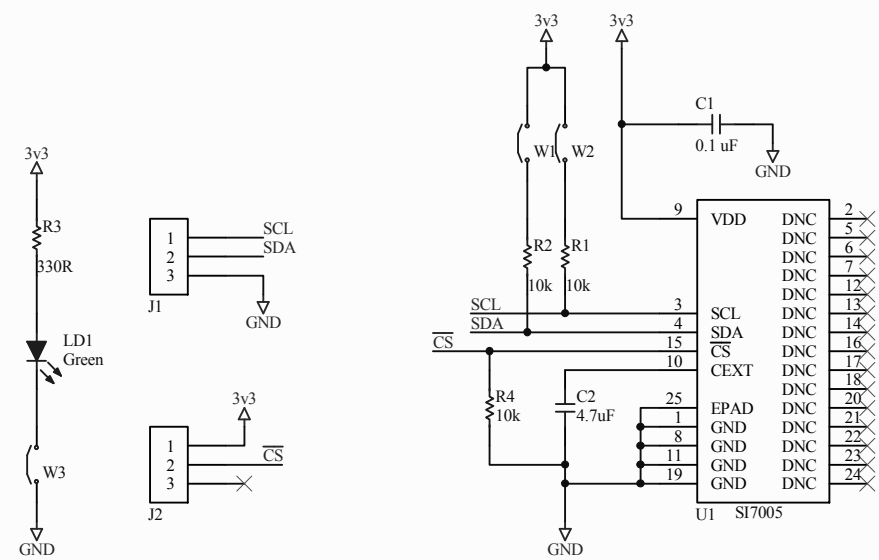 3v3
R3
330R
LD1
Green
W3
GND
1 SCL
2 SDA
3
J1
GND
3v3
1
2 CS
3
J2
3v3 3v3
W1 W2
C1
0.1 uF
GND
R2 R1
10k 10k
SCL
SDA
CS
R4
10k
C2
4.7uF
GND
9 VDD DNC 2
DNC 5
DNC 6
DNC 7
DNC 12
3 SCL DNC 13
4 SDA DNC 14
15 CS DNC 16
10 CEXT DNC 17
DNC 18
25 EPAD DNC 20
1 GND DNC 21
8 GND DNC 22
11 GND DNC 23
19 GND DNC 24
U1 SI7005